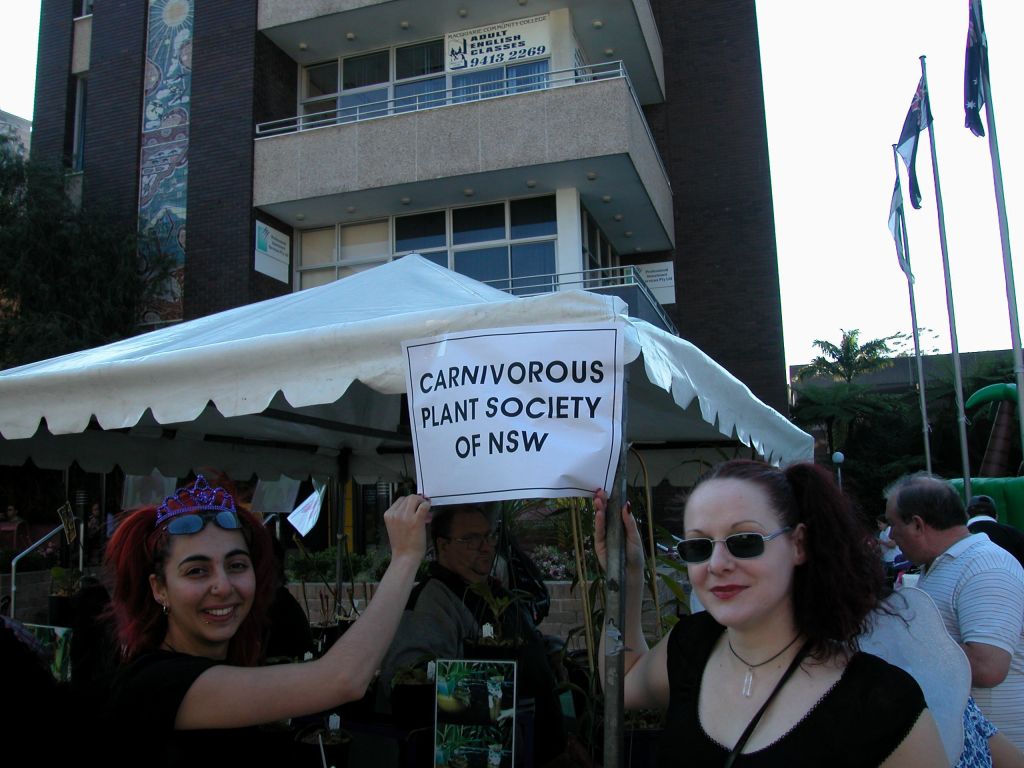 MACQUARIE COMMUNITY COLLEGE
ADULT
ENGLISH
CLASSES
9413 2269
CARNIVOROUS
PLANT SOCIETY
OF NSW